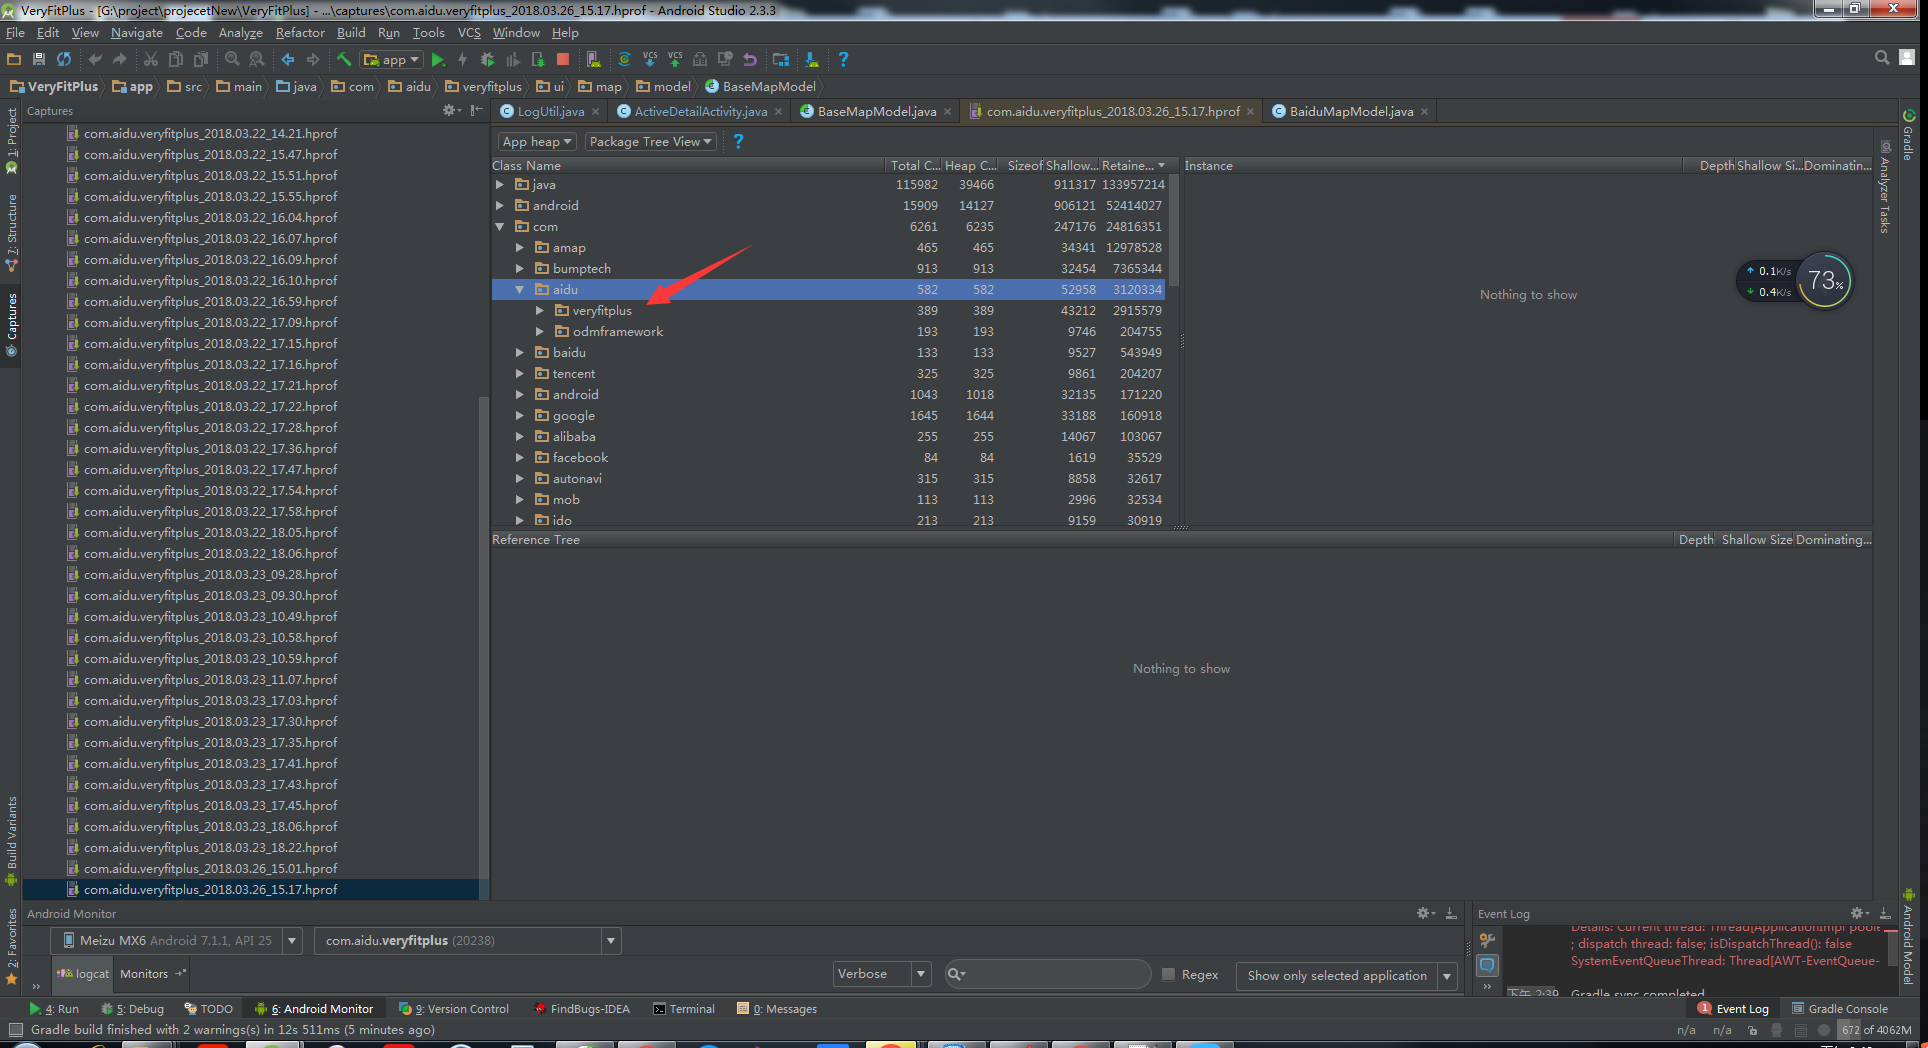 VeryFitPlus - [G:\project\projecetNew\VeryFitPlus] - ...\captures\com.aidu.veryfitplus_2018.03.26_15.17.hprof - Android Studio 2.3.3
File Edit View Navigate Code Analyze Refactor Build Run Tools VCS Window Help
app
VeryFitPlus app src main java com aidu veryfitplus ui map model BaseMapModel
Captures
LogUtil.java ActiveDetailActivity.java BaseMapModel.java com.aidu.veryfitplus_2018.03.26_15.17.hprof BaiduMapModel.java
1: Project
7: Structure
Captures
Build Variants
2: Favorites
com.aidu.veryfitplus_2018.03.22_14.21.hprof
com.aidu.veryfitplus_2018.03.22_15.47.hprof
com.aidu.veryfitplus_2018.03.22_15.51.hprof
com.aidu.veryfitplus_2018.03.22_15.55.hprof
com.aidu.veryfitplus_2018.03.22_16.04.hprof
com.aidu.veryfitplus_2018.03.22_16.07.hprof
com.aidu.veryfitplus_2018.03.22_16.09.hprof
com.aidu.veryfitplus_2018.03.22_16.10.hprof
com.aidu.veryfitplus_2018.03.22_16.59.hprof
com.aidu.veryfitplus_2018.03.22_17.09.hprof
com.aidu.veryfitplus_2018.03.22_17.15.hprof
com.aidu.veryfitplus_2018.03.22_17.16.hprof
com.aidu.veryfitplus_2018.03.22_17.21.hprof
com.aidu.veryfitplus_2018.03.22_17.22.hprof
com.aidu.veryfitplus_2018.03.22_17.28.hprof
com.aidu.veryfitplus_2018.03.22_17.36.hprof
com.aidu.veryfitplus_2018.03.22_17.47.hprof
com.aidu.veryfitplus_2018.03.22_17.54.hprof
com.aidu.veryfitplus_2018.03.22_17.58.hprof
com.aidu.veryfitplus_2018.03.22_18.05.hprof
com.aidu.veryfitplus_2018.03.22_18.06.hprof
com.aidu.veryfitplus_2018.03.23_09.28.hprof
com.aidu.veryfitplus_2018.03.23_09.30.hprof
com.aidu.veryfitplus_2018.03.23_10.49.hprof
com.aidu.veryfitplus_2018.03.23_10.58.hprof
com.aidu.veryfitplus_2018.03.23_10.59.hprof
com.aidu.veryfitplus_2018.03.23_11.07.hprof
com.aidu.veryfitplus_2018.03.23_17.03.hprof
com.aidu.veryfitplus_2018.03.23_17.30.hprof
com.aidu.veryfitplus_2018.03.23_17.35.hprof
com.aidu.veryfitplus_2018.03.23_17.41.hprof
com.aidu.veryfitplus_2018.03.23_17.43.hprof
com.aidu.veryfitplus_2018.03.23_17.45.hprof
com.aidu.veryfitplus_2018.03.23_18.06.hprof
com.aidu.veryfitplus_2018.03.23_18.22.hprof
com.aidu.veryfitplus_2018.03.26_15.01.hprof
com.aidu.veryfitplus_2018.03.26_15.17.hprof
App heap Package Tree View ?
Class Name Total C... Heap C... Sizeof Shallow... Retaine...
java 115982 39466 911317 133957214
android 15909 14127 906121 52414027
com 6261 6235 247176 24816351
amap 465 465 34341 12978528
bumptech 913 913 32454 7365344
aidu 582 582 52958 3120334
veryfitplus 389 389 43212 2915579
odmframework 193 193 9746 204755
baidu 133 133 9527 543949
tencent 325 325 9861 204207
android 1043 1018 32135 171220
google 1645 1644 33188 160918
alibaba 255 255 14067 103067
facebook 84 84 1619 35529
autonavi 315 315 8858 32617
mob 113 113 2996 32534
ido 213 213 9159 30919
Instance Depth Shallow Si... Dominatin...
Nothing to show
0.1K/s
0.4K/s
73%
Reference Tree Depth Shallow Size Dominating...
Nothing to show
Gradle
Analyzer Tasks
Android Model
Android Monitor
Meizu MX6 Android 7.1.1, API 25 com.aidu.veryfitplus (20238)
logcat Monitors Verbose Regex Show only selected application
Event Log
Details: Current thread: Thread[ApplicationImpl poole
; dispatch thread: false; isDispatchThread(): false
SystemEventQueueThread: Thread[AWT-EventQueue-
下午 2:39 Gradle sync completed
4: Run 5: Debug TODO 6: Android Monitor 9: Version Control FindBugs-IDEA Terminal 0: Messages 1 Event Log Gradle Console
Gradle build finished with 2 warnings(s) in 12s 511ms (5 minutes ago) n/a n/a 672 of 4062M